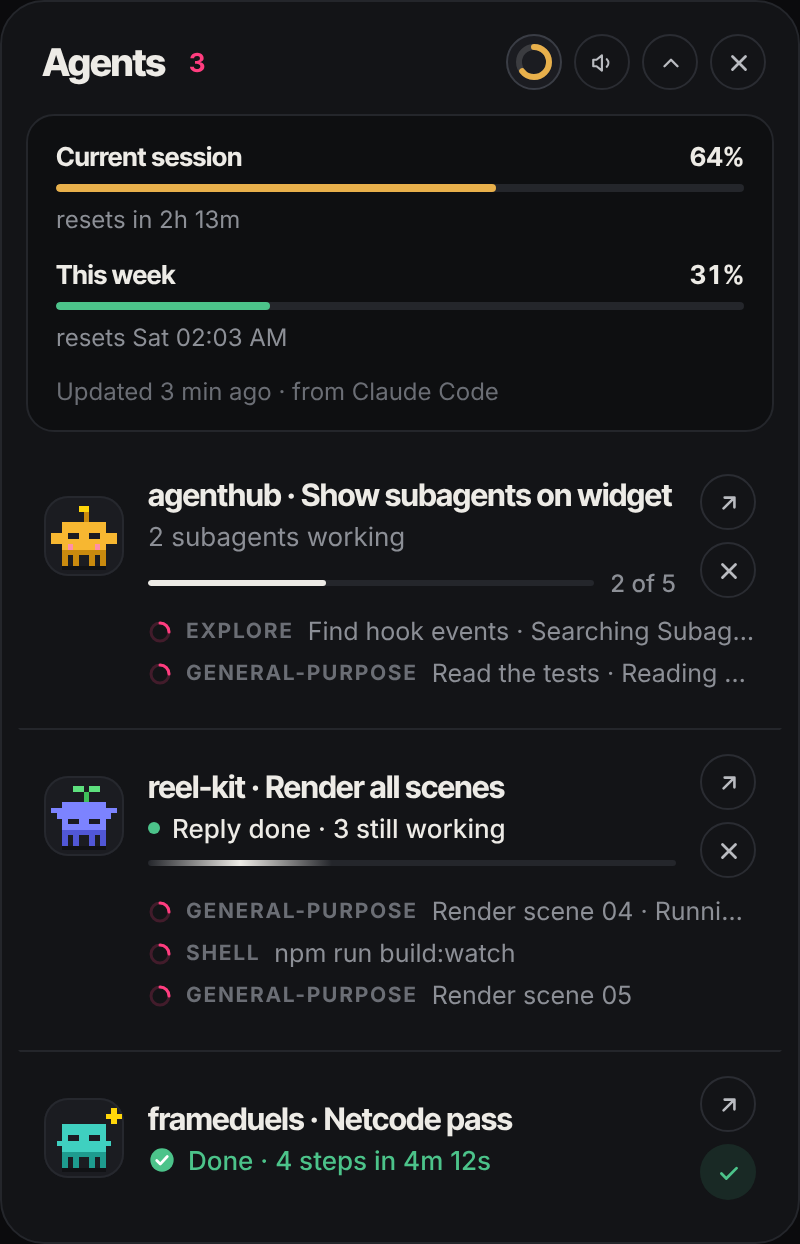 Agents 3
Current session 64%
resets in 2h 13m
This week 31%
resets Sat 02:03 AM
Updated 3 min ago · from Claude Code
agenthub · Show subagents on widget
2 subagents working
2 of 5
EXPLORE Find hook events · Searching Subag...
GENERAL-PURPOSE Read the tests · Reading ...
reel-kit · Render all scenes
Reply done · 3 still working
GENERAL-PURPOSE Render scene 04 · Runni...
SHELL npm run build:watch
GENERAL-PURPOSE Render scene 05
frameduels · Netcode pass
Done · 4 steps in 4m 12s